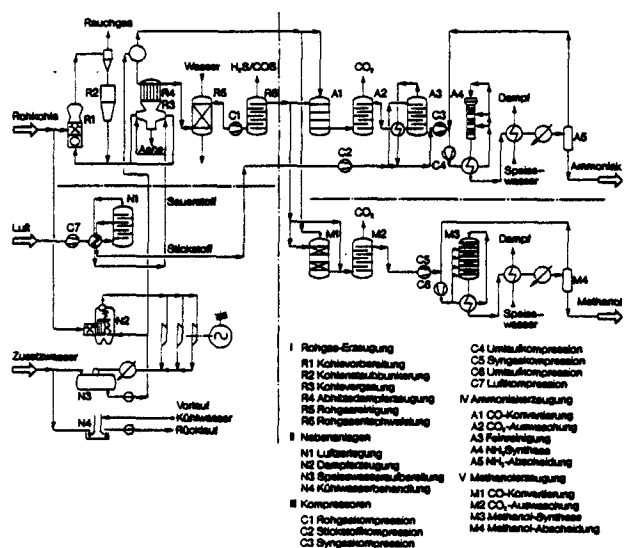 Rauchgas
Wasser
H₂S/COS
CO₂
R2
R4
R3
R5
R6
A1
A2
A3
A4
Dampf
Rohkohle
R1
C1
C3
Asche
C2
C4
A5
Speise-
wasser
Ammoniak
N1
Sauerstoff
Luft
C7
Stickstoff
CO₂
M1
M2
M3
Dampf
C5
C6
M4
N2
Speise-
wasser
Methanol
Zusatzwasser
N3
Vorlauf
Kühlwasser
Rücklauf
N4
I Rohgas-Erzeugung
R1 Kohlevorbereitung
R2 Kohlenstaubbunkerung
R3 Kohlevergasung
R4 Abhitzedampferzeugung
R5 Rohgasreinigung
R6 Rohgasentschwefelung
II Nebenanlagen
N1 Luftzerlegung
N2 Dampferzeugung
N3 Speisewasseraufbereitung
N4 Kühlwasserbehandlung
III Kompressoren
C1 Rohgaskompression
C2 Stickstoffkompression
C3 Syngaskompression
C4 Umlaufkompression
C5 Syngaskompression
C6 Umlaufkompression
C7 Luftkompression
IV Ammoniakerzeugung
A1 CO-Konvertierung
A2 CO₂-Auswaschung
A3 Feinreinigung
A4 NH₃-Synthese
A5 NH₃-Abscheidung
V Methanolerzeugung
M1 CO-Konvertierung
M2 CO₂-Auswaschung
M3 Methanol-Synthese
M4 Methanol-Abscheidung